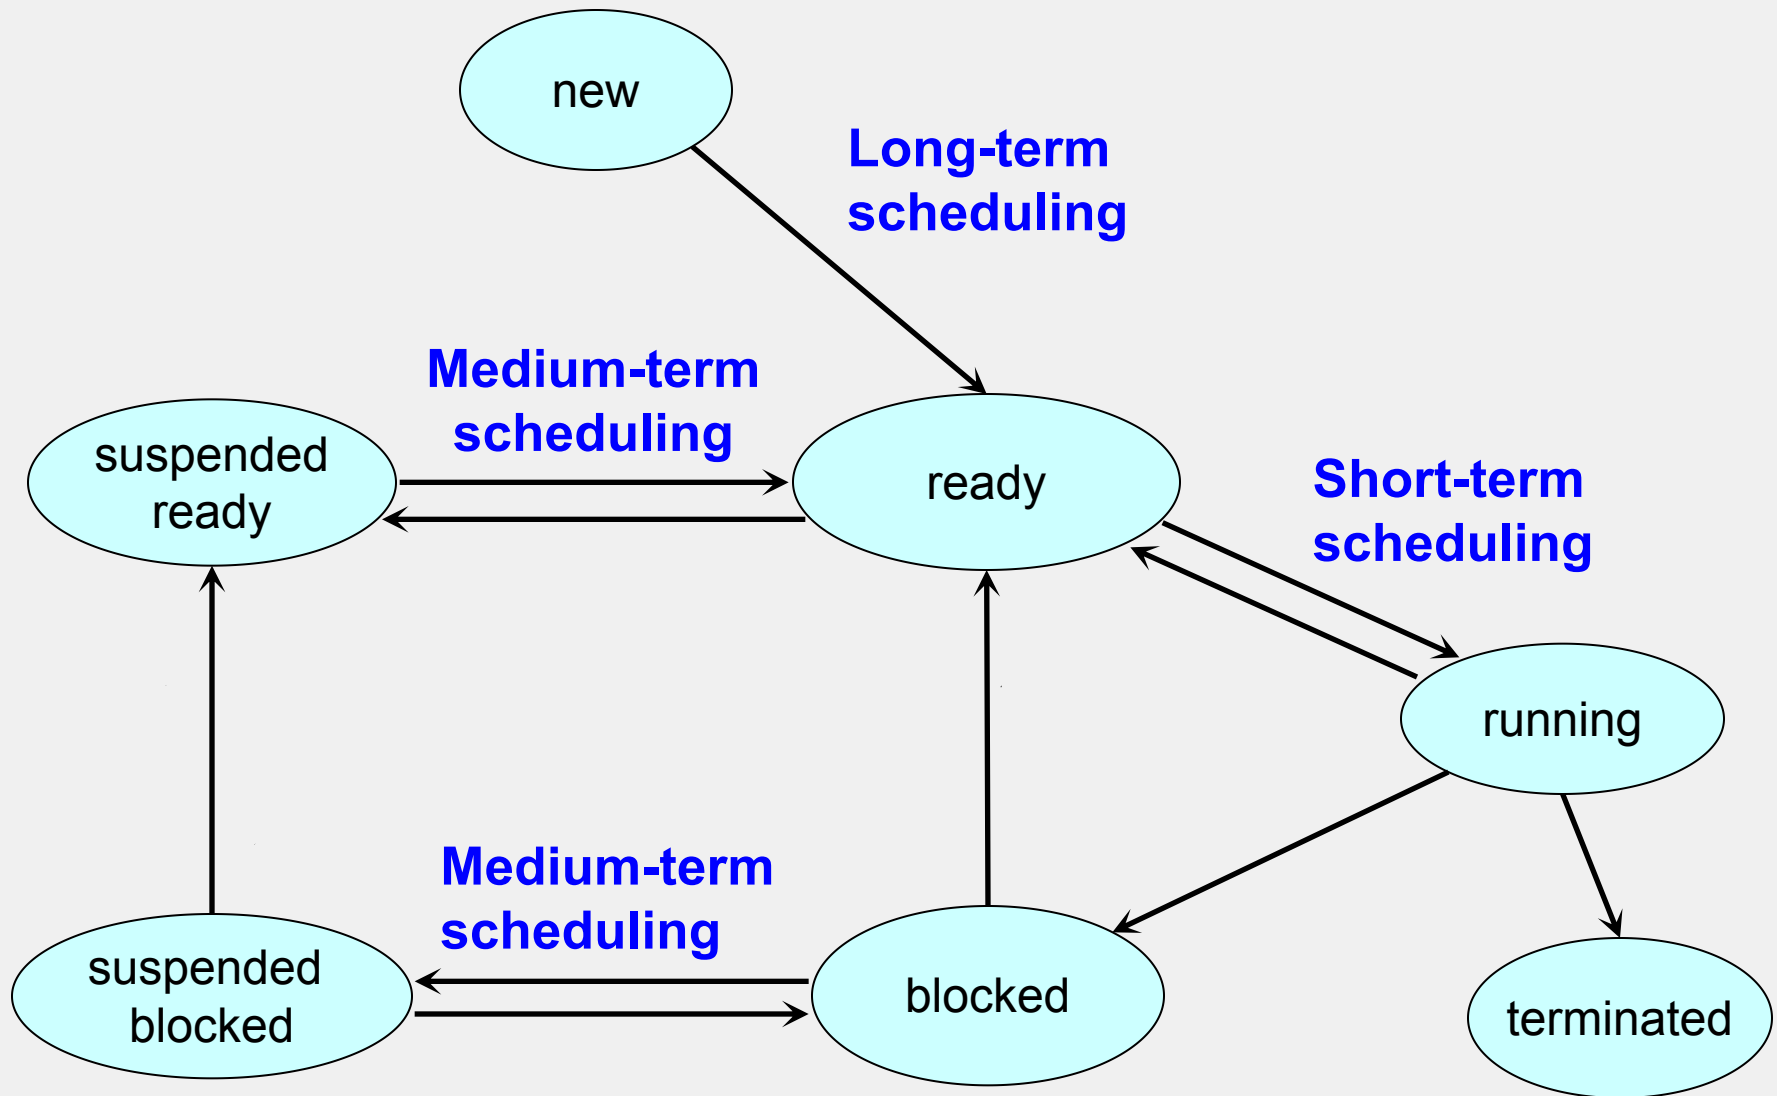 new
Long-term
scheduling
Medium-term
scheduling
suspended
ready
ready
Short-term
scheduling
running
Medium-term
scheduling
suspended
blocked
blocked
terminated